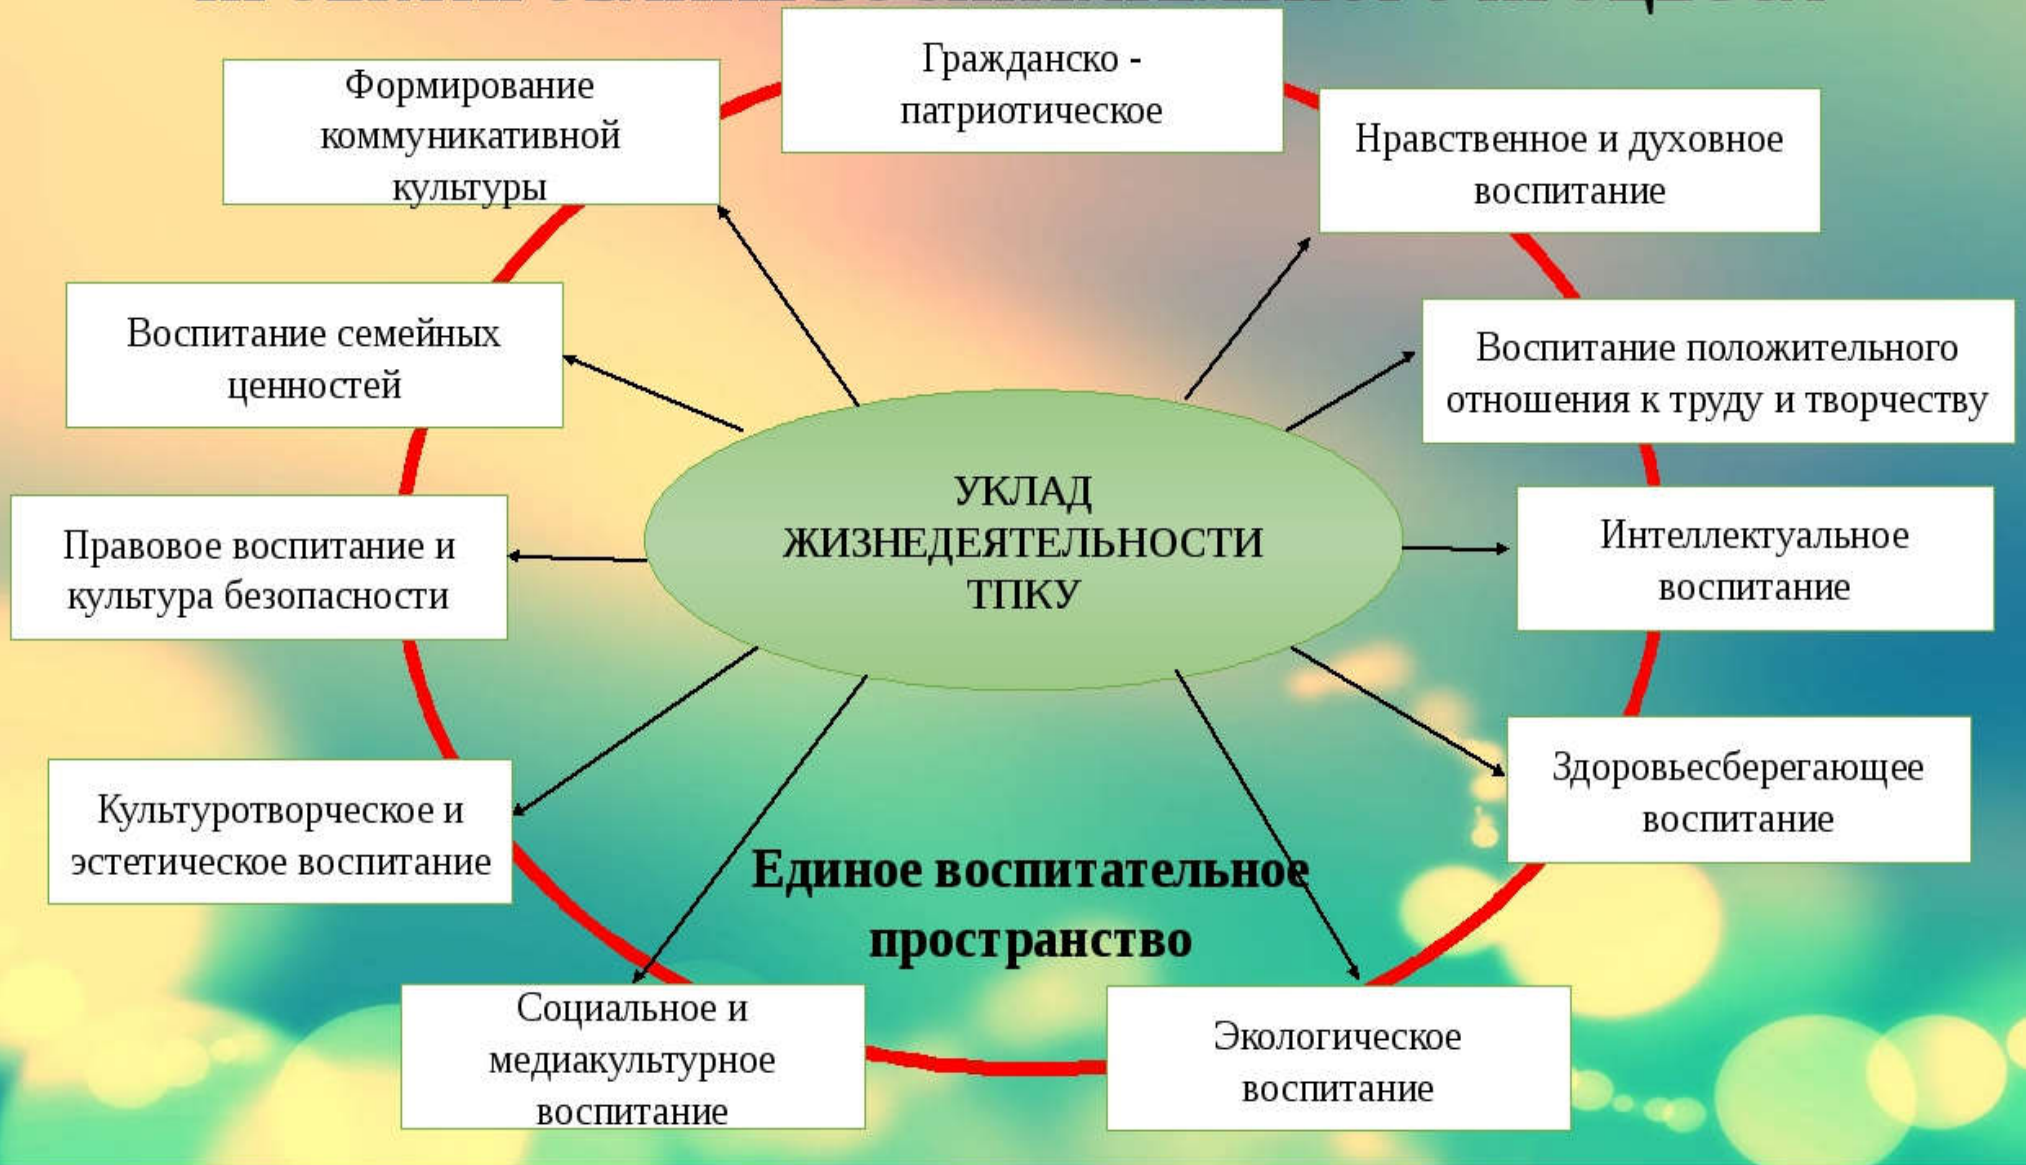 Гражданско -
патриотическое
Формирование
коммуникативной
культуры
Нравственное и духовное
воспитание
Воспитание семейных
ценностей
Воспитание положительного
отношения к труду и творчеству
УКЛАД
ЖИЗНЕДЕЯТЕЛЬНОСТИ
ТПКУ
Правовое воспитание и
культура безопасности
Интеллектуальное
воспитание
Культуротворческое и
эстетическое воспитание
Здоровьесберегающее
воспитание
Единое воспитательное
пространство
Социальное и
медиакультурное
воспитание
Экологическое
воспитание